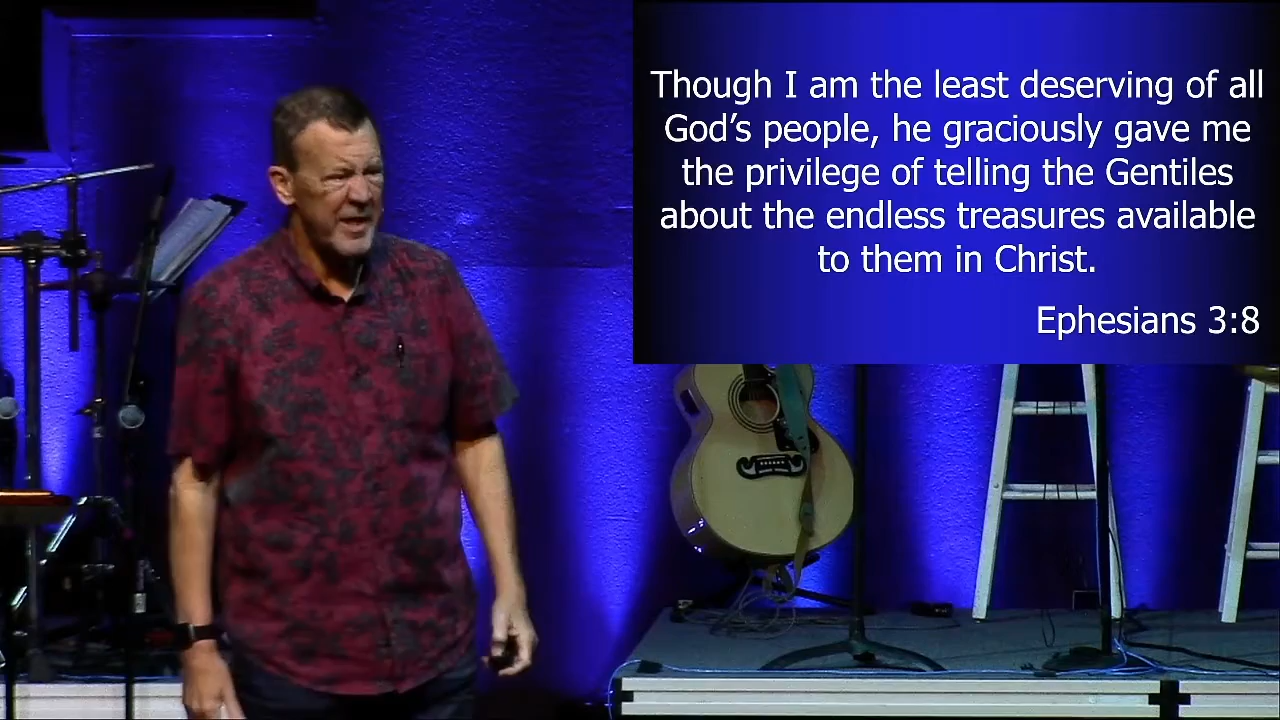 Though I am the least deserving of all
God's people, he graciously gave me
the privilege of telling the Gentiles
about the endless treasures available
to them in Christ.
Ephesians 3:8